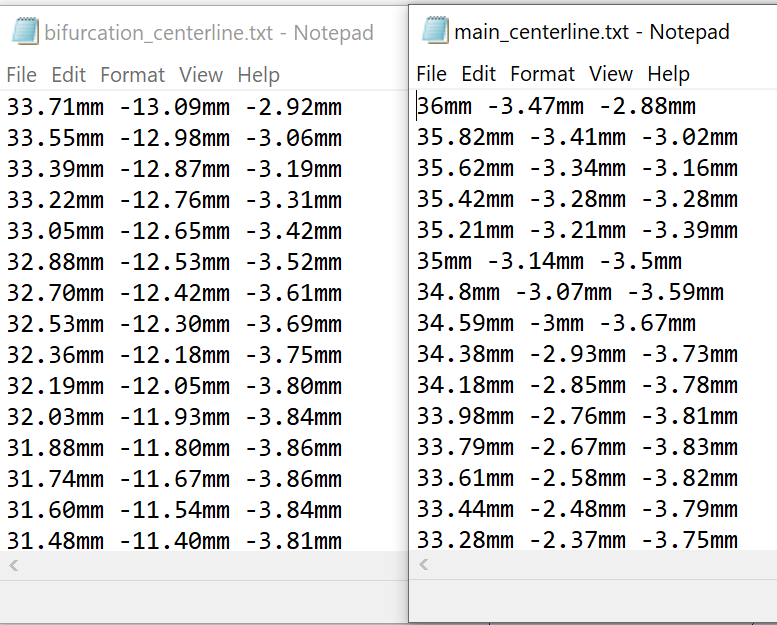 bifurcation_centerline.txt - Notepad
File Edit Format View Help
33.71mm -13.09mm -2.92mm
33.55mm -12.98mm -3.06mm
33.39mm -12.87mm -3.19mm
33.22mm -12.76mm -3.31mm
33.05mm -12.65mm -3.42mm
32.88mm -12.53mm -3.52mm
32.70mm -12.42mm -3.61mm
32.53mm -12.30mm -3.69mm
32.36mm -12.18mm -3.75mm
32.19mm -12.05mm -3.80mm
32.03mm -11.93mm -3.84mm
31.88mm -11.80mm -3.86mm
31.74mm -11.67mm -3.86mm
31.60mm -11.54mm -3.84mm
31.48mm -11.40mm -3.81mm
main_centerline.txt - Notepad
File Edit Format View Help
36mm -3.47mm -2.88mm
35.82mm -3.41mm -3.02mm
35.62mm -3.34mm -3.16mm
35.42mm -3.28mm -3.28mm
35.21mm -3.21mm -3.39mm
35mm -3.14mm -3.5mm
34.8mm -3.07mm -3.59mm
34.59mm -3mm -3.67mm
34.38mm -2.93mm -3.73mm
34.18mm -2.85mm -3.78mm
33.98mm -2.76mm -3.81mm
33.79mm -2.67mm -3.83mm
33.61mm -2.58mm -3.82mm
33.44mm -2.48mm -3.79mm
33.28mm -2.37mm -3.75mm